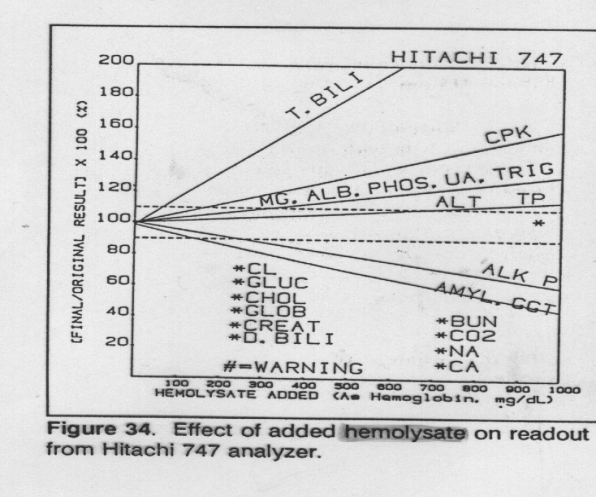 HITACHI 747
200
180
160
140
120
100
80
60
40
20
[FINAL/ORIGINAL RESULT] X 100 (%)
T. BILI
CPK
MG. ALB. PHOS. UA. TRIG
ALT TP
*
ALK P
AMYL. GGT
*CL
*GLUC
*CHOL
*GLOB
*CREAT
*D. BILI
*BUN
*CO2
*NA
*CA
#=WARNING
100 200 300 400 500 600 700 800 900 1000
HEMOLYSATE ADDED (As Hemoglobin. mg/dL)
Figure 34. Effect of added hemolysate on readout
from Hitachi 747 analyzer.